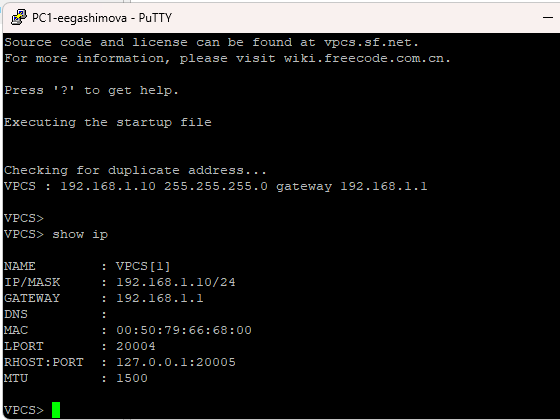 PC1-eegashimova - PuTTY
Source code and license can be found at vpcs.sf.net.
For more information, please visit wiki.freecode.com.cn.
Press '?' to get help.
Executing the startup file
Checking for duplicate address...
VPCS : 192.168.1.10 255.255.255.0 gateway 192.168.1.1
VPCS>
VPCS> show ip
NAME        : VPCS[1]
IP/MASK     : 192.168.1.10/24
GATEWAY     : 192.168.1.1
DNS         :
MAC         : 00:50:79:66:68:00
LPORT       : 20004
RHOST:PORT  : 127.0.0.1:20005
MTU         : 1500
VPCS>